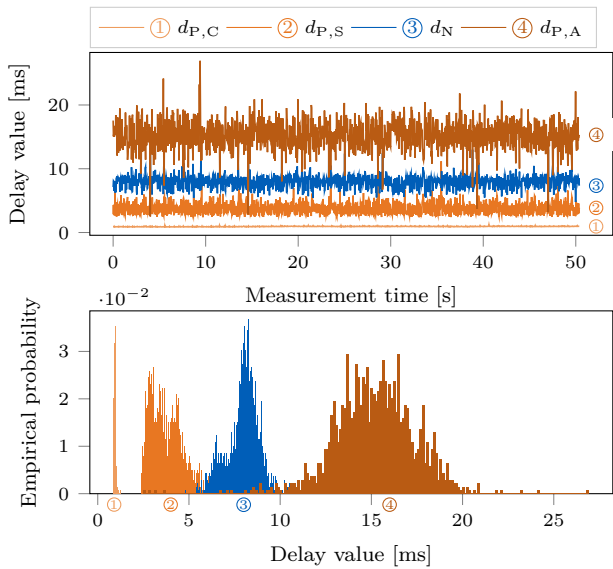 ① d_P,C ② d_P,S ③ d_N ④ d_P,A
Delay value [ms]
20
10
0
④
③
②
①
0 10 20 30 40 50
Measurement time [s]
·10⁻²
Empirical probability
3
2
1
0
① ② ③ ④
0 5 10 15 20 25
Delay value [ms]